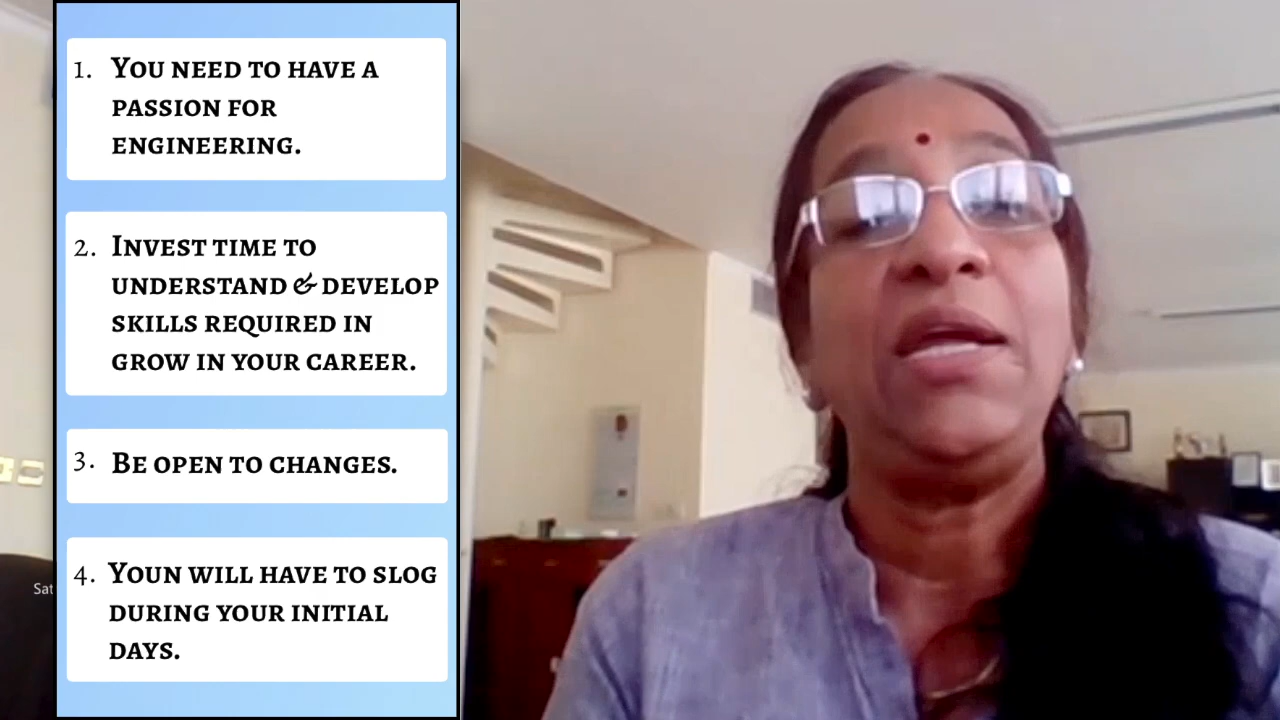 1. You need to have a
passion for
engineering.
2. Invest time to
understand & develop
skills required in
grow in your career.
3. Be open to changes.
4. Youn will have to slog
during your initial
days.
Sat